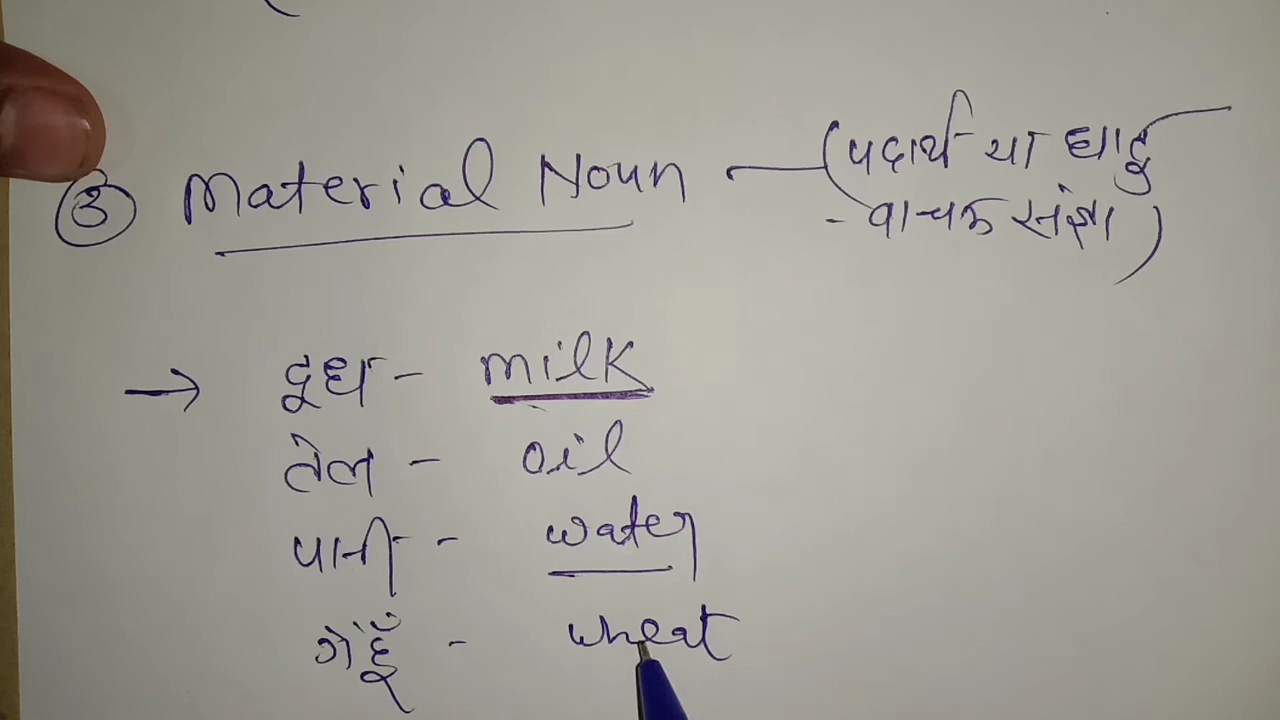 ③ Material Noun — (पदार्थ या धातु
- वाचक संज्ञा)
→ दूध - milk
तेल - oil
पानी - water
गेहूँ - wheat